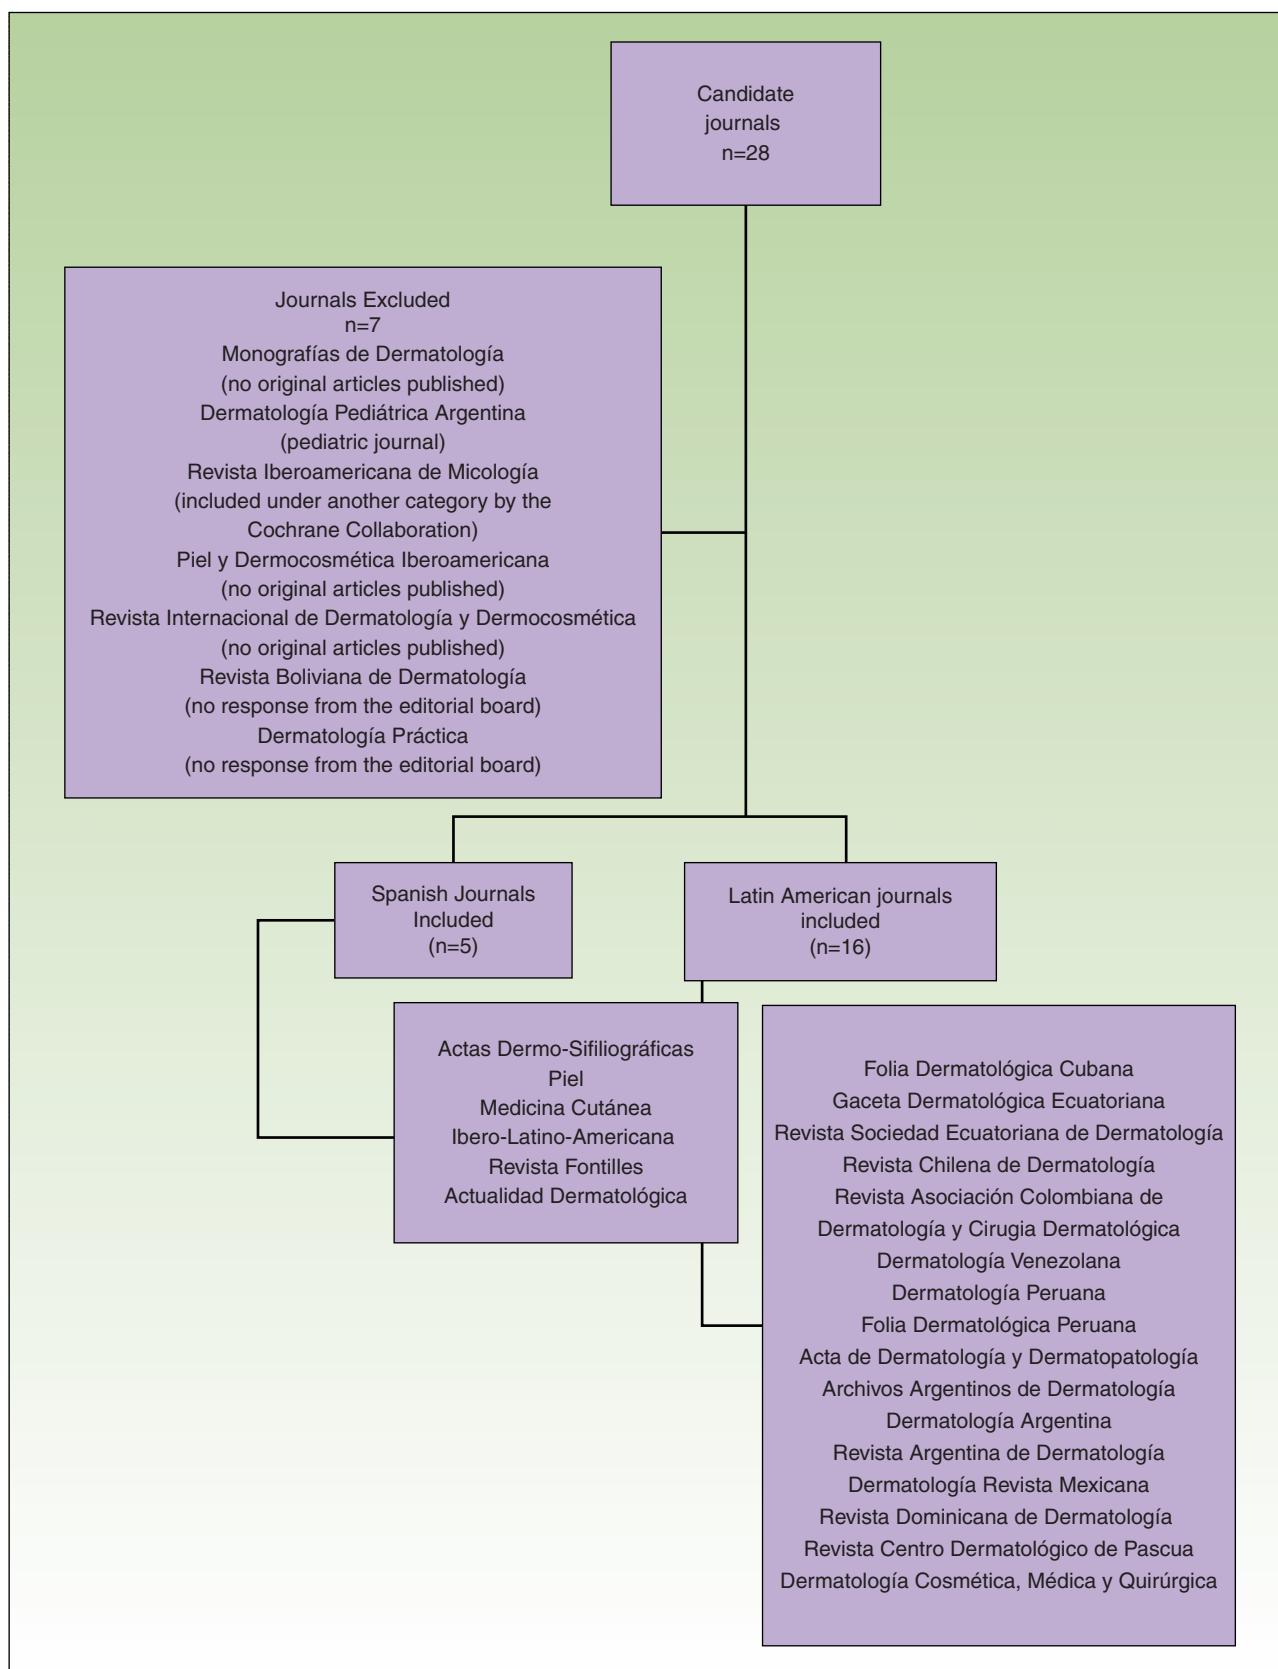 Candidate
journals
n=28
Journals Excluded
n=7
Monografías de Dermatología
(no original articles published)
Dermatología Pediátrica Argentina
(pediatric journal)
Revista Iberoamericana de Micología
(included under another category by the
Cochrane Collaboration)
Piel y Dermocosmética Iberoamericana
(no original articles published)
Revista Internacional de Dermatología y Dermocosmética
(no original articles published)
Revista Boliviana de Dermatología
(no response from the editorial board)
Dermatología Práctica
(no response from the editorial board)
Spanish Journals
Included
(n=5)
Latin American journals
included
(n=16)
Actas Dermo-Sifiliográficas
Piel
Medicina Cutánea
Ibero-Latino-Americana
Revista Fontilles
Actualidad Dermatológica
Folia Dermatológica Cubana
Gaceta Dermatológica Ecuatoriana
Revista Sociedad Ecuatoriana de Dermatología
Revista Chilena de Dermatología
Revista Asociación Colombiana de
Dermatología y Cirugia Dermatológica
Dermatología Venezolana
Dermatología Peruana
Folia Dermatológica Peruana
Acta de Dermatología y Dermatopatología
Archivos Argentinos de Dermatología
Dermatología Argentina
Revista Argentina de Dermatología
Dermatología Revista Mexicana
Revista Dominicana de Dermatología
Revista Centro Dermatológico de Pascua
Dermatología Cosmética, Médica y Quirúrgica